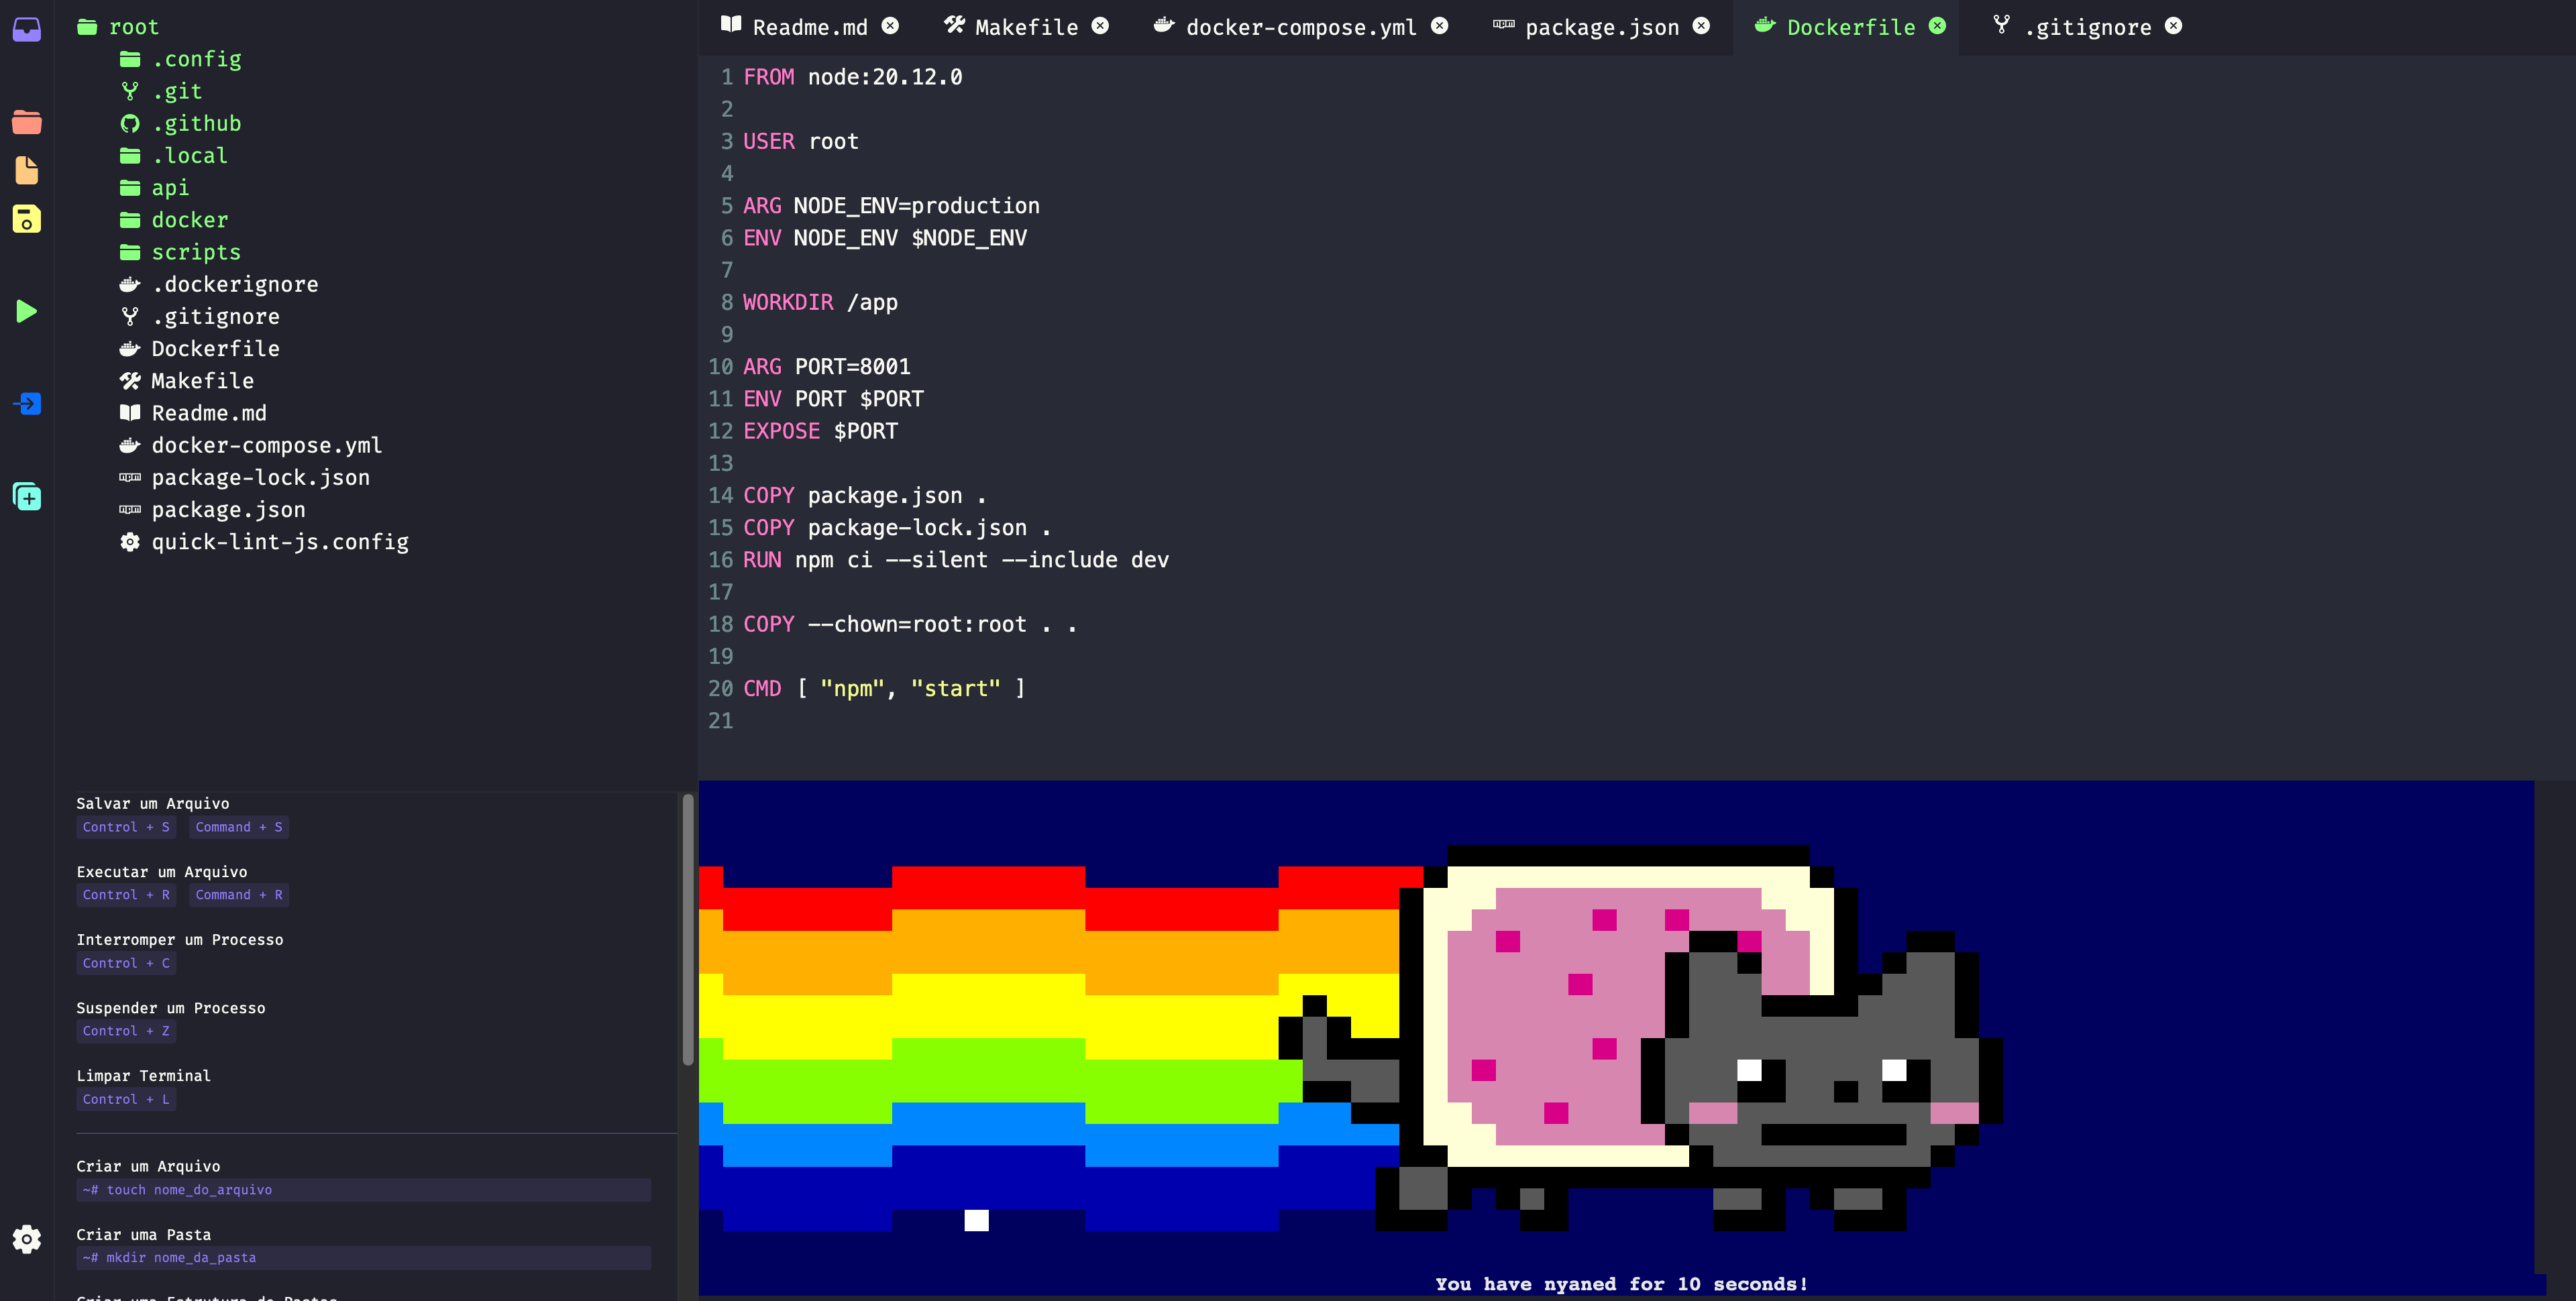 root
.config
.git
.github
.local
api
docker
scripts
.dockerignore
.gitignore
Dockerfile
Makefile
Readme.md
docker-compose.yml
package-lock.json
package.json
quick-lint-js.config
Salvar um Arquivo
Control + S Command + S
Executar um Arquivo
Control + R Command + R
Interromper um Processo
Control + C
Suspender um Processo
Control + Z
Limpar Terminal
Control + L
Criar um Arquivo
~# touch nome_do_arquivo
Criar uma Pasta
~# mkdir nome_da_pasta
Criar uma Estrutura de Pastas
Readme.md Makefile docker-compose.yml package.json Dockerfile .gitignore
1 FROM node:20.12.0
2
3 USER root
4
5 ARG NODE_ENV=production
6 ENV NODE_ENV $NODE_ENV
7
8 WORKDIR /app
9
10 ARG PORT=8001
11 ENV PORT $PORT
12 EXPOSE $PORT
13
14 COPY package.json .
15 COPY package-lock.json .
16 RUN npm ci --silent --include dev
17
18 COPY --chown=root:root . .
19
20 CMD [ "npm", "start" ]
21
You have nyaned for 10 seconds!